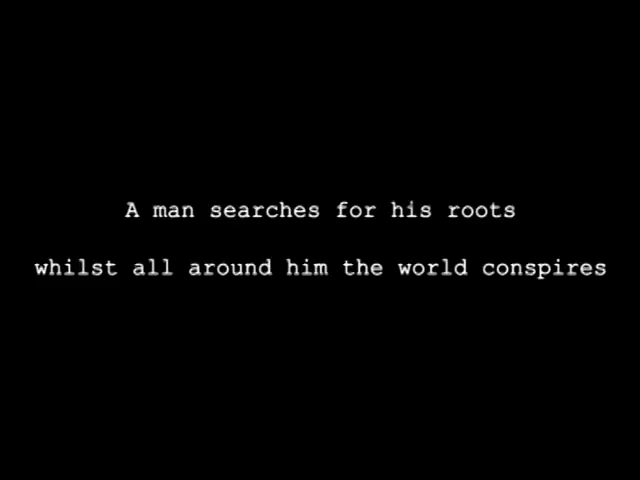 A man searches for his roots
whilst all around him the world conspires